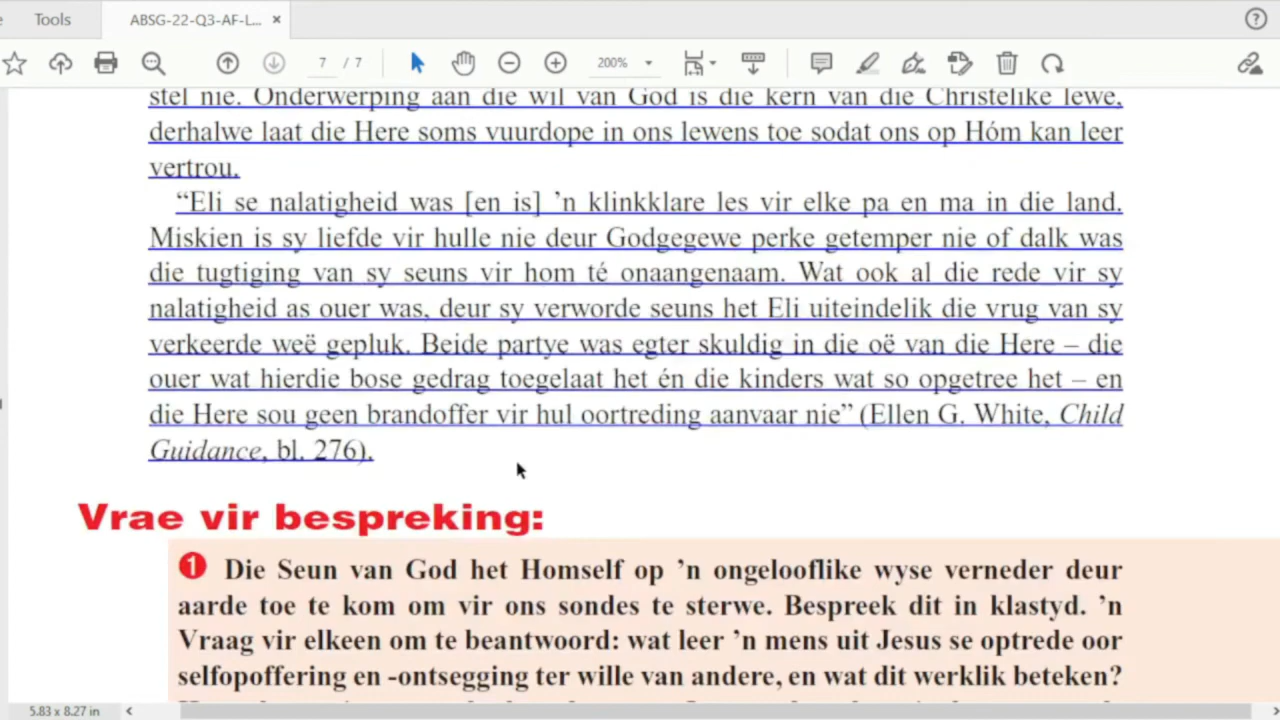 Tools
ABSG-22-Q3-AF-L... ×
7 / 7
200%
stel nie. Onderwerping aan die wil van God is die kern van die Christelike lewe,
derhalwe laat die Here soms vuurdope in ons lewens toe sodat ons op Hóm kan leer
vertrou.
“Eli se nalatigheid was [en is] ’n klinkklare les vir elke pa en ma in die land.
Miskien is sy liefde vir hulle nie deur Godgegewe perke getemper nie of dalk was
die tugtiging van sy seuns vir hom té onaangenaam. Wat ook al die rede vir sy
nalatigheid as ouer was, deur sy verworde seuns het Eli uiteindelik die vrug van sy
verkeerde weë gepluk. Beide partye was egter skuldig in die oë van die Here – die
ouer wat hierdie bose gedrag toegelaat het én die kinders wat so opgetree het – en
die Here sou geen brandoffer vir hul oortreding aanvaar nie” (Ellen G. White, Child
Guidance, bl. 276).
Vrae vir bespreking:
1 Die Seun van God het Homself op ’n ongelooflike wyse verneder deur
aarde toe te kom om vir ons sondes te sterwe. Bespreek dit in klastyd. ’n
Vraag vir elkeen om te beantwoord: wat leer ’n mens uit Jesus se optrede oor
selfopoffering en -ontsegging ter wille van andere, en wat dit werklik beteken?
5.83 x 8.27 in